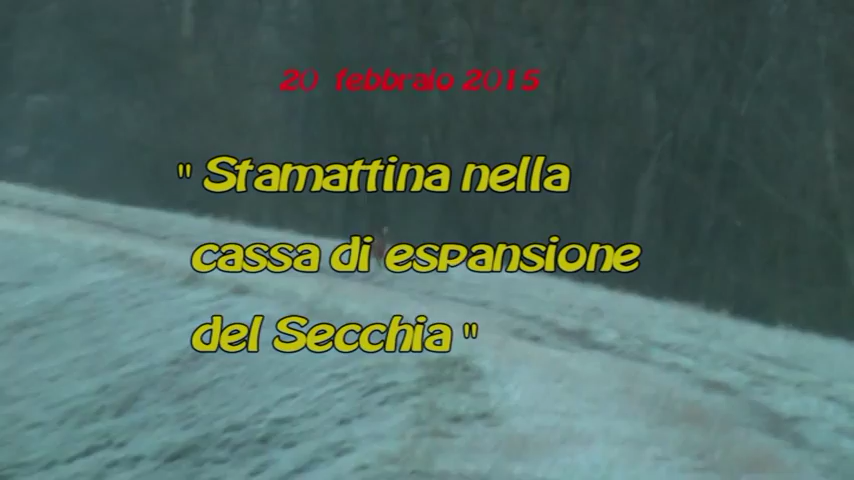 20 febbraio 2015
" Stamattina nella
cassa di espansione
del Secchia "